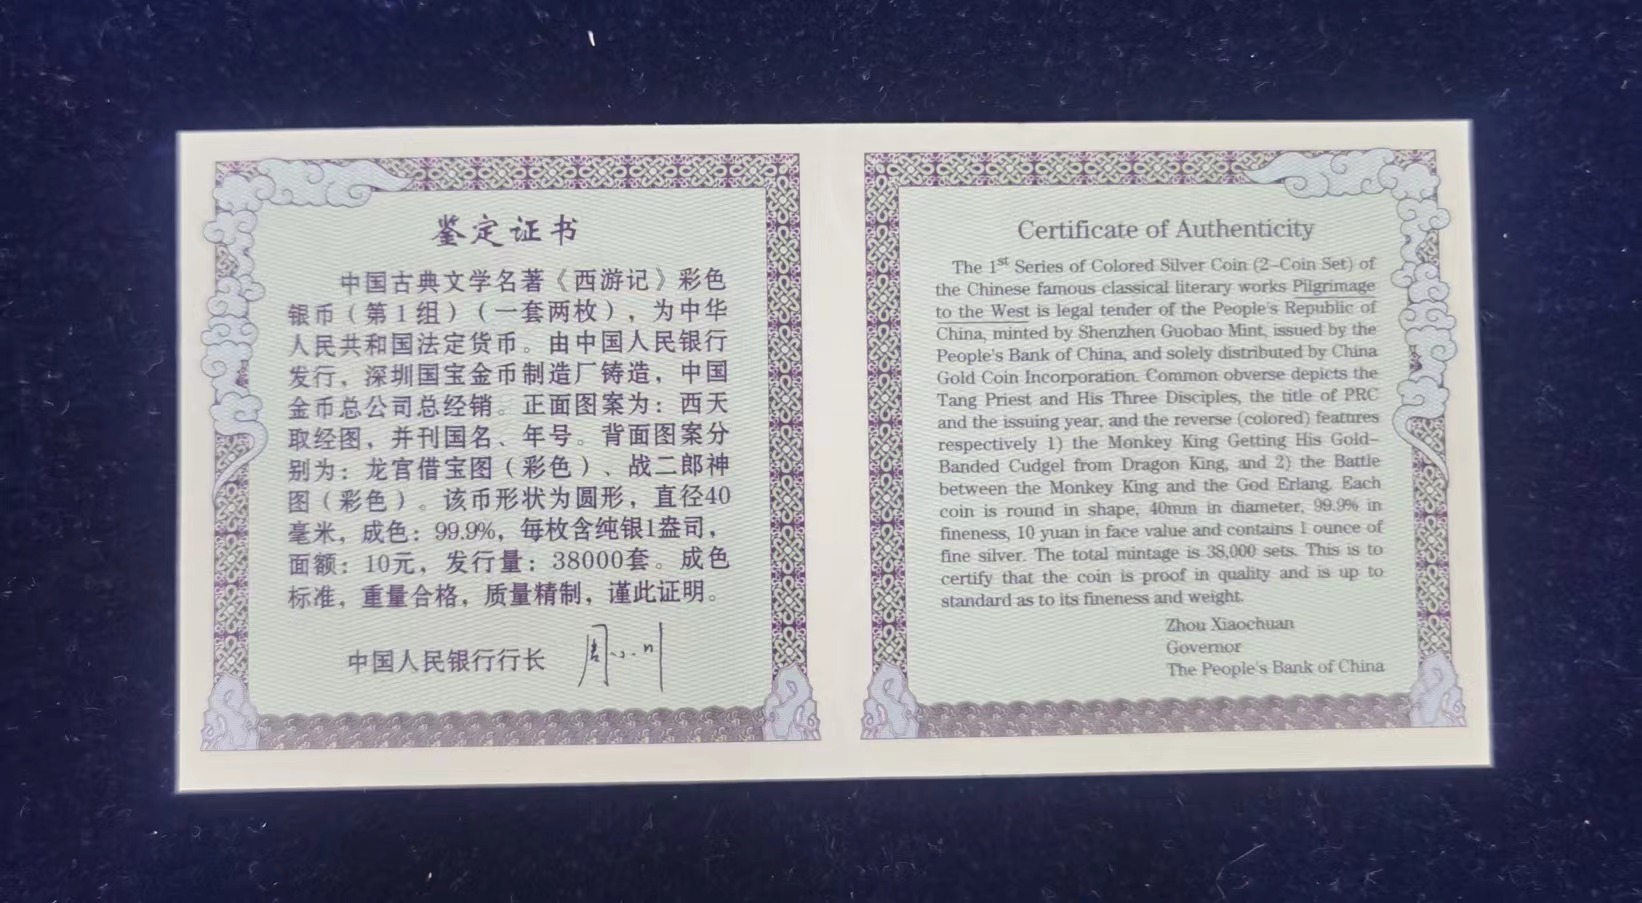 鉴定证书
中国古典文学名著《西游记》彩色
银币（第1组）（一套两枚），为中华
人民共和国法定货币。由中国人民银行
发行，深圳国宝金币制造厂铸造，中国
金币总公司总经销。正面图案为：西天
取经图，并刊国名、年号。背面图案分
别为：龙宫借宝图（彩色）、战二郎神
图（彩色）。该币形状为圆形，直径40
毫米，成色：99.9%，每枚含纯银1盎司，
面额：10元，发行量：38000套。成色
标准，重量合格，质量精制，谨此证明。
中国人民银行行长 周小川
Certificate of Authenticity
The 1st Series of Colored Silver Coin (2-Coin Set) of
the Chinese famous classical literary works Pilgrimage
to the West is legal tender of the People's Republic of
China, minted by Shenzhen Guobao Mint, issued by the
People's Bank of China, and solely distributed by China
Gold Coin Incorporation. Common obverse depicts the
Tang Priest and His Three Disciples, the title of PRC
and the issuing year, and the reverse (colored) features
respectively 1) the Monkey King Getting His Gold-
Banded Cudgel from Dragon King, and 2) the Battle
between the Monkey King and the God Erlang. Each
coin is round in shape, 40mm in diameter, 99.9% in
fineness, 10 yuan in face value and contains 1 ounce of
fine silver. The total mintage is 38,000 sets. This is to
certify that the coin is proof in quality and is up to
standard as to its fineness and weight.
Zhou Xiaochuan
Governor
The People's Bank of China